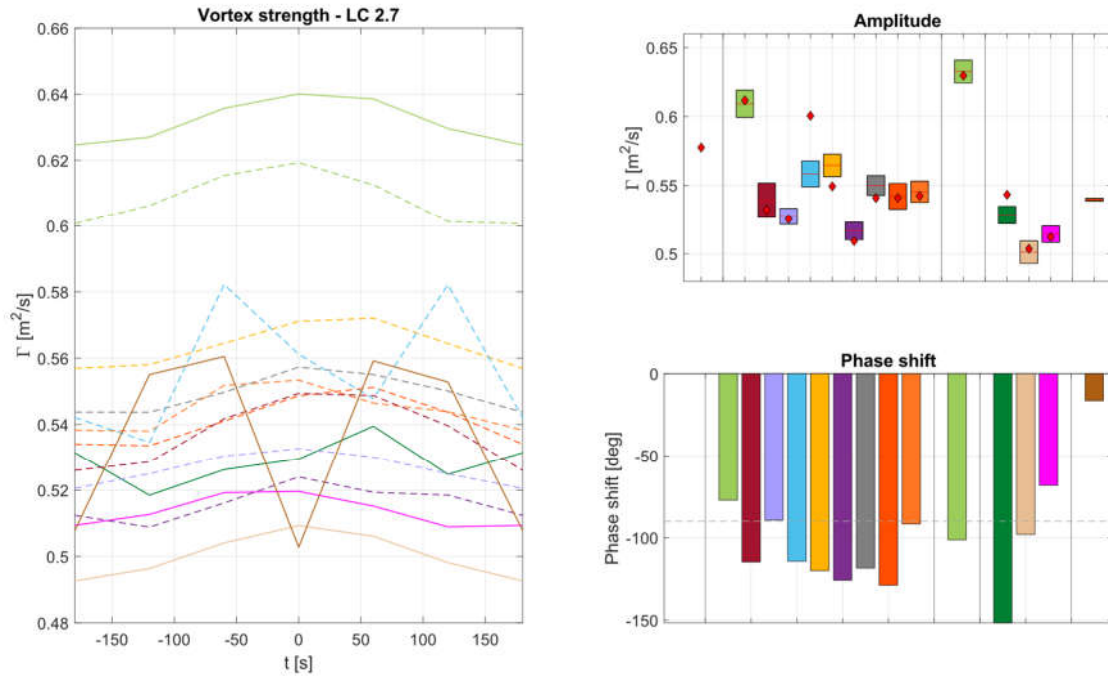 Vortex strength - LC 2.7
0.66
0.64
0.62
0.6
0.58
0.56
0.54
0.52
0.5
0.48
Γ [m²/s]
-150 -100 -50 0 50 100 150
t [s]
Amplitude
0.65
0.6
0.55
0.5
Γ [m²/s]
Phase shift
0
-50
-100
-150
Phase shift [deg]